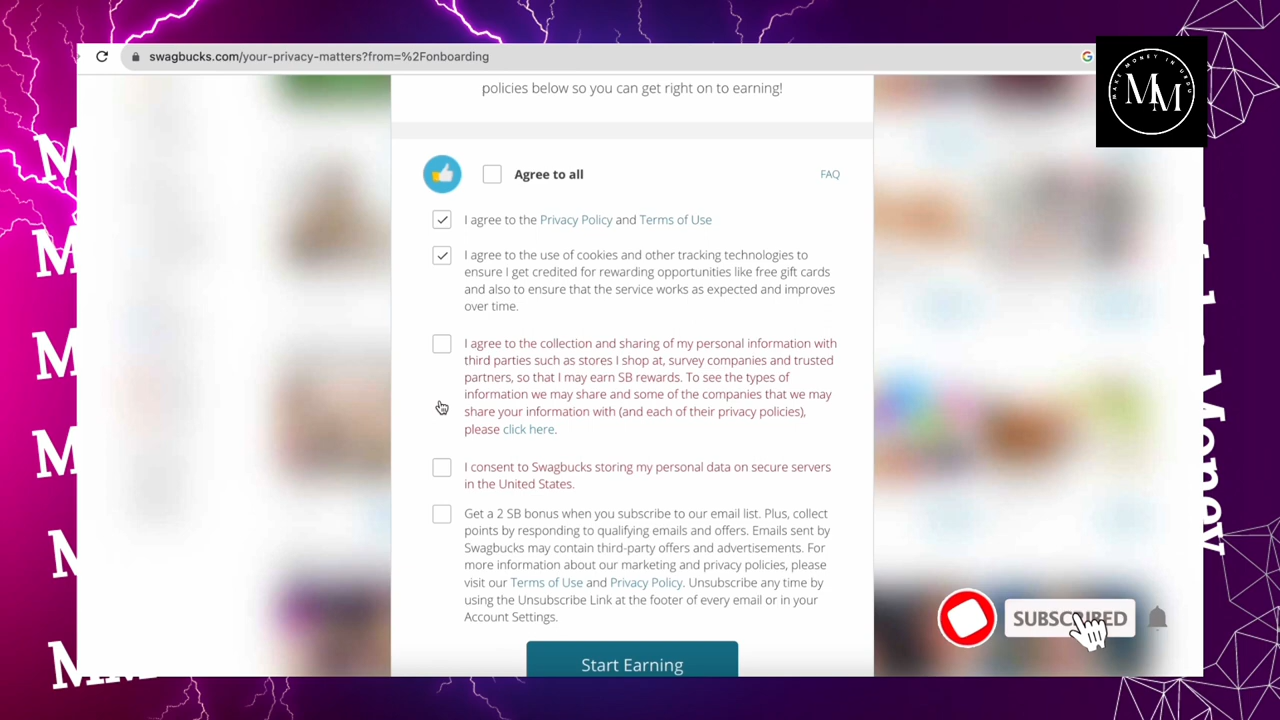 swagbucks.com/your-privacy-matters?from=%2Fonboarding
MAKE MONEY IN URDU
MM
policies below so you can get right on to earning!
Agree to all
FAQ
I agree to the Privacy Policy and Terms of Use
I agree to the use of cookies and other tracking technologies to
ensure I get credited for rewarding opportunities like free gift cards
and also to ensure that the service works as expected and improves
over time.
I agree to the collection and sharing of my personal information with
third parties such as stores I shop at, survey companies and trusted
partners, so that I may earn SB rewards. To see the types of
information we may share and some of the companies that we may
share your information with (and each of their privacy policies),
please click here.
I consent to Swagbucks storing my personal data on secure servers
in the United States.
Get a 2 SB bonus when you subscribe to our email list. Plus, collect
points by responding to qualifying emails and offers. Emails sent by
Swagbucks may contain third-party offers and advertisements. For
more information about our marketing and privacy policies, please
visit our Terms of Use and Privacy Policy. Unsubscribe any time by
using the Unsubscribe Link at the footer of every email or in your
Account Settings.
Start Earning
SUBSCRIBED
Money